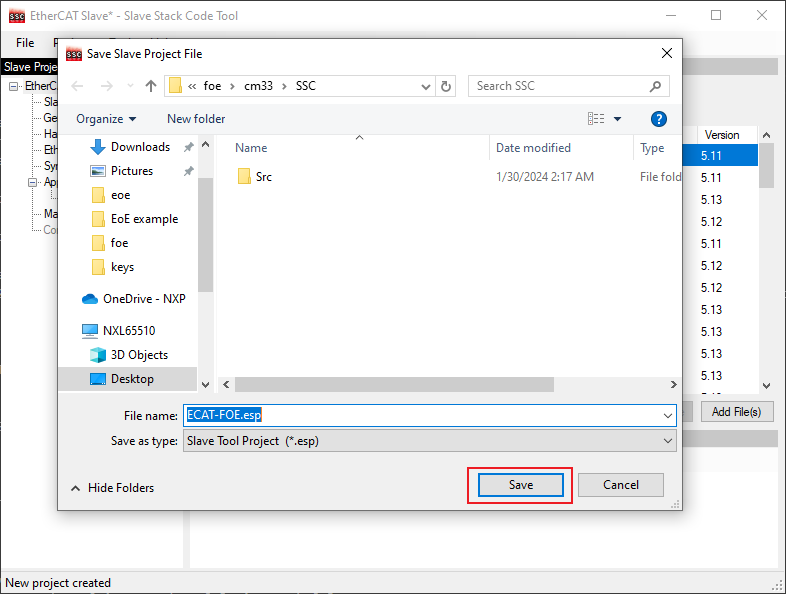 EtherCAT Slave* - Slave Stack Code Tool
File
Save Slave Project File
Slave Proje
« foe > cm33 > SSC
Search SSC
Organize
New folder
Name
Date modified
Type
Src
1/30/2024 2:17 AM
File fold
Downloads
Pictures
eoe
EoE example
foe
keys
OneDrive - NXP
NXL65510
3D Objects
Desktop
EtherC
Sla
Ge
Ha
Eth
Syn
App
Ma
Version
5.11
5.11
5.13
5.12
5.11
5.12
5.12
5.13
5.13
5.13
5.13
File name: ECAT-FOE.esp
Save as type: Slave Tool Project (*.esp)
Add File(s)
Hide Folders
Save
Cancel
New project created